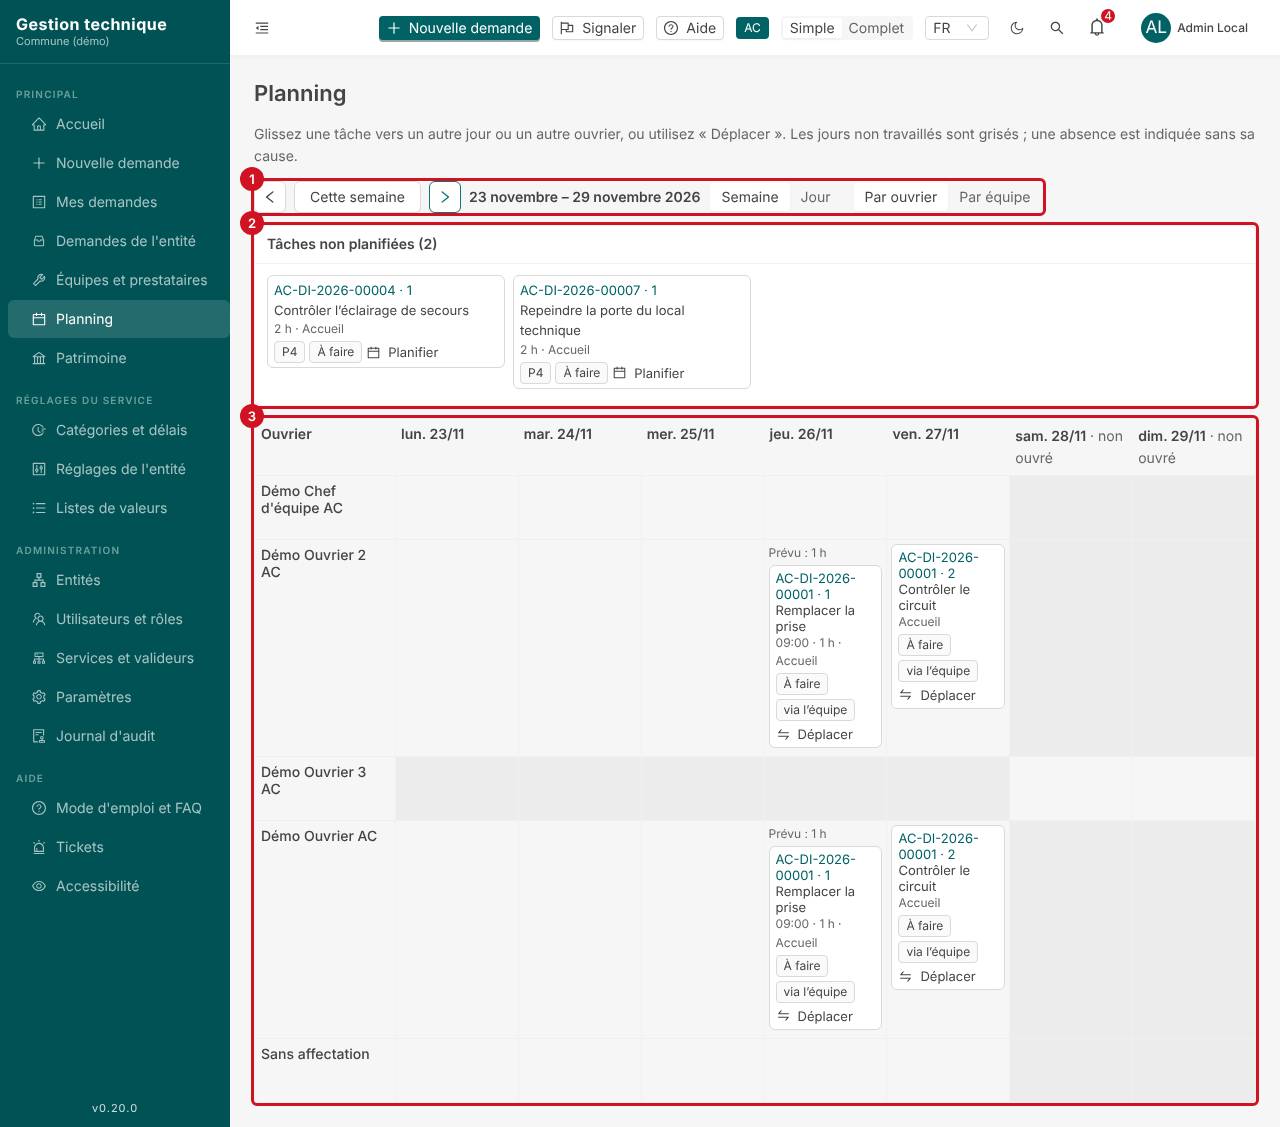 Gestion technique
Commune (démo)
Nouvelle demande
Signaler
Aide
AC
Simple
Complet
FR
4
AL
Admin Local
PRINCIPAL
Accueil
Nouvelle demande
Mes demandes
Demandes de l'entité
Équipes et prestataires
Planning
Patrimoine
RÉGLAGES DU SERVICE
Catégories et délais
Réglages de l'entité
Listes de valeurs
ADMINISTRATION
Entités
Utilisateurs et rôles
Services et valideurs
Paramètres
Journal d'audit
AIDE
Mode d'emploi et FAQ
Tickets
Accessibilité
v0.20.0
Planning
Glissez une tâche vers un autre jour ou un autre ouvrier, ou utilisez « Déplacer ». Les jours non travaillés sont grisés ; une absence est indiquée sans sa
cause.
1
Cette semaine
23 novembre – 29 novembre 2026
Semaine
Jour
Par ouvrier
Par équipe
2
Tâches non planifiées (2)
AC-DI-2026-00004 · 1
Contrôler l’éclairage de secours
2 h · Accueil
P4
À faire
Planifier
AC-DI-2026-00007 · 1
Repeindre la porte du local
technique
2 h · Accueil
P4
À faire
Planifier
3
Ouvrier
lun. 23/11
mar. 24/11
mer. 25/11
jeu. 26/11
ven. 27/11
sam. 28/11 · non
ouvré
dim. 29/11 · non
ouvré
Démo Chef
d'équipe AC
Démo Ouvrier 2
AC
Prévu : 1 h
AC-DI-2026-
00001 · 1
Remplacer la
prise
09:00 · 1 h ·
Accueil
À faire
via l’équipe
Déplacer
AC-DI-2026-
00001 · 2
Contrôler le
circuit
Accueil
À faire
via l’équipe
Déplacer
Démo Ouvrier 3
AC
Démo Ouvrier AC
Prévu : 1 h
AC-DI-2026-
00001 · 1
Remplacer la
prise
09:00 · 1 h ·
Accueil
À faire
via l’équipe
Déplacer
AC-DI-2026-
00001 · 2
Contrôler le
circuit
Accueil
À faire
via l’équipe
Déplacer
Sans affectation